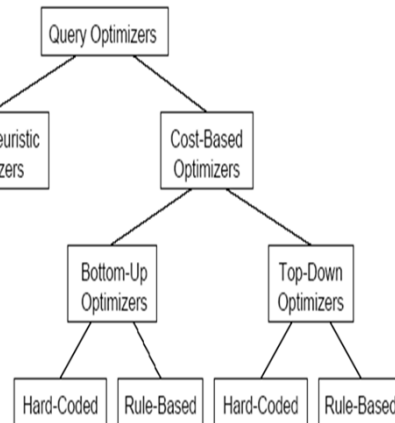 Query Optimizers
Cost-Based
Optimizers
Bottom-Up
Optimizers
Top-Down
Optimizers
Hard-Coded
Rule-Based
Hard-Coded
Rule-Based